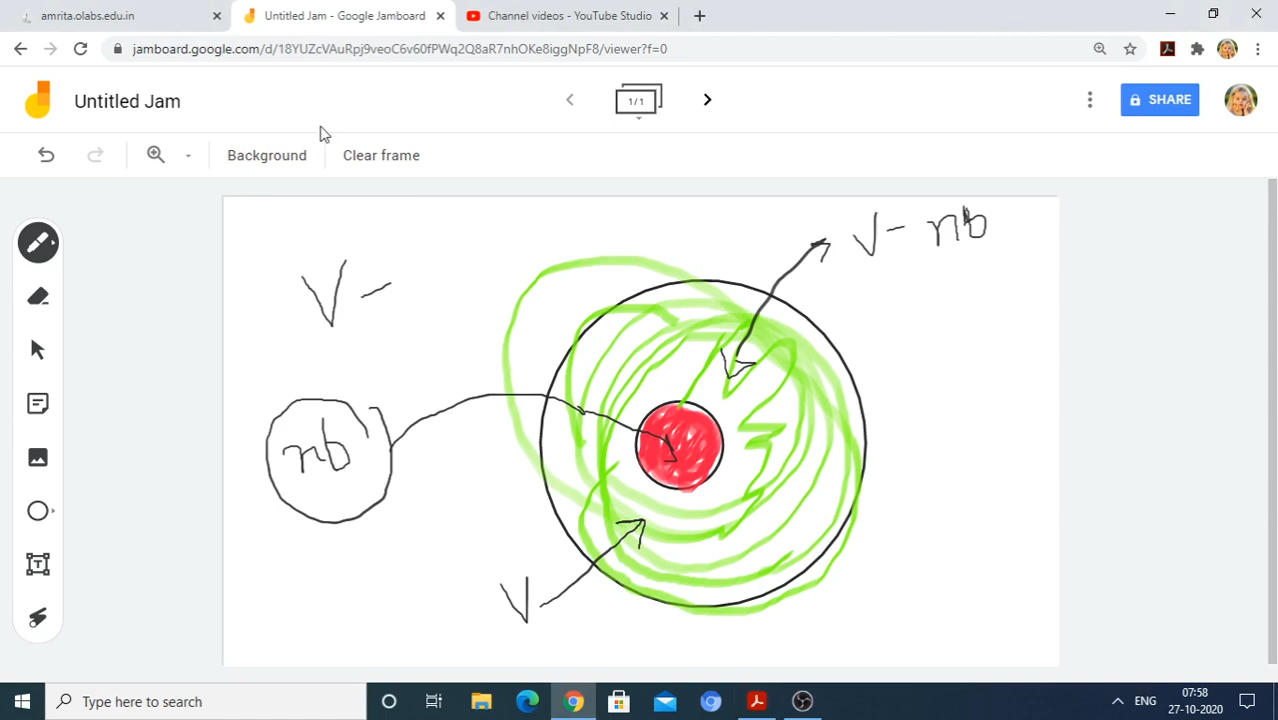 amrita.olabs.edu.in
Untitled Jam - Google Jamboard
Channel videos - YouTube Studio
jamboard.google.com/d/18YUZcVAuRpj9veoC6v60fPWq2Q8aR7nhOKe8iggNpF8/viewer?f=0
Untitled Jam
1/1
SHARE
Background
Clear frame
V - nb
V -
nb
V
Type here to search
ENG
07:58
27-10-2020